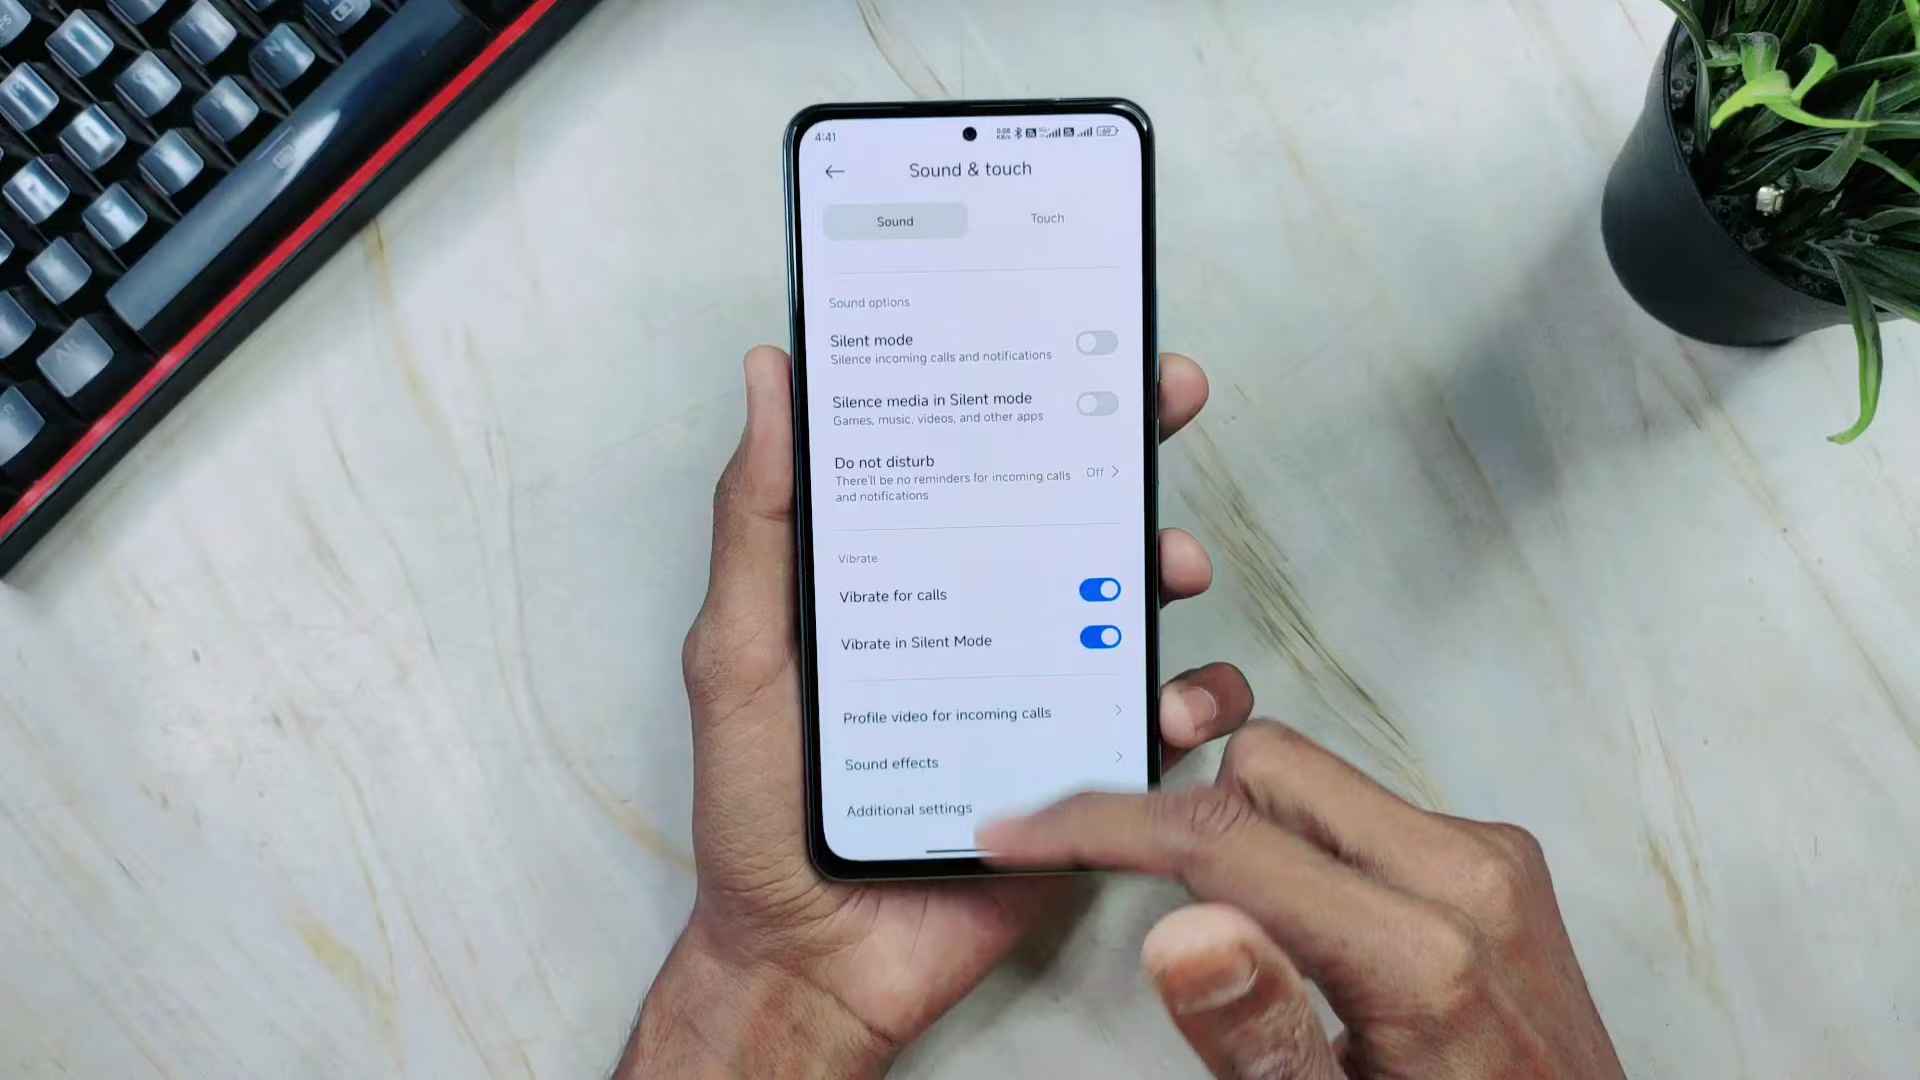 4:41
69
Sound & touch
Sound
Touch
Sound options
Silent mode
Silence incoming calls and notifications
Silence media in Silent mode
Games, music, videos, and other apps
Do not disturb
There'll be no reminders for incoming calls
and notifications
Off
Vibrate
Vibrate for calls
Vibrate in Silent Mode
Profile video for incoming calls
Sound effects
Additional settings
Alt
N